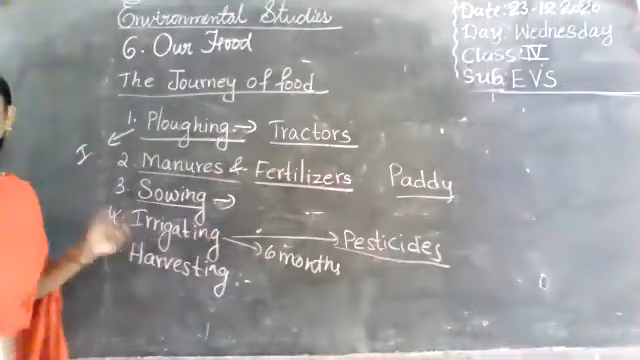 Environmental Studies
Date: 23-12-2020
Day: Wednesday
Class IV
Sub: EVS
6. Our Food
The Journey of food
1. Ploughing → Tractors
I
2. Manures & Fertilizers
Paddy
3. Sowing →
4. Irrigating → Pesticides
→ 6 months
Harvesting :-